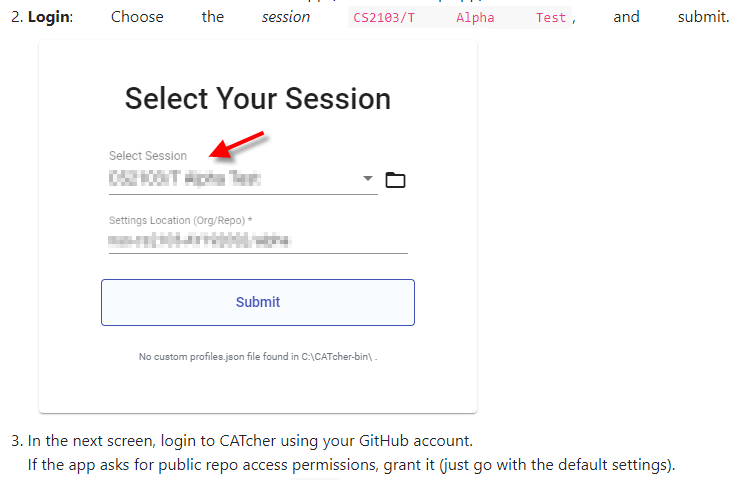 2. Login: Choose the session CS2103/T Alpha Test, and submit.
Select Your Session
Select Session
CS2103/T Alpha Test
Settings Location (Org/Repo) *
Submit
No custom profiles.json file found in C:\CATcher-bin\ .
3. In the next screen, login to CATcher using your GitHub account.
If the app asks for public repo access permissions, grant it (just go with the default settings).